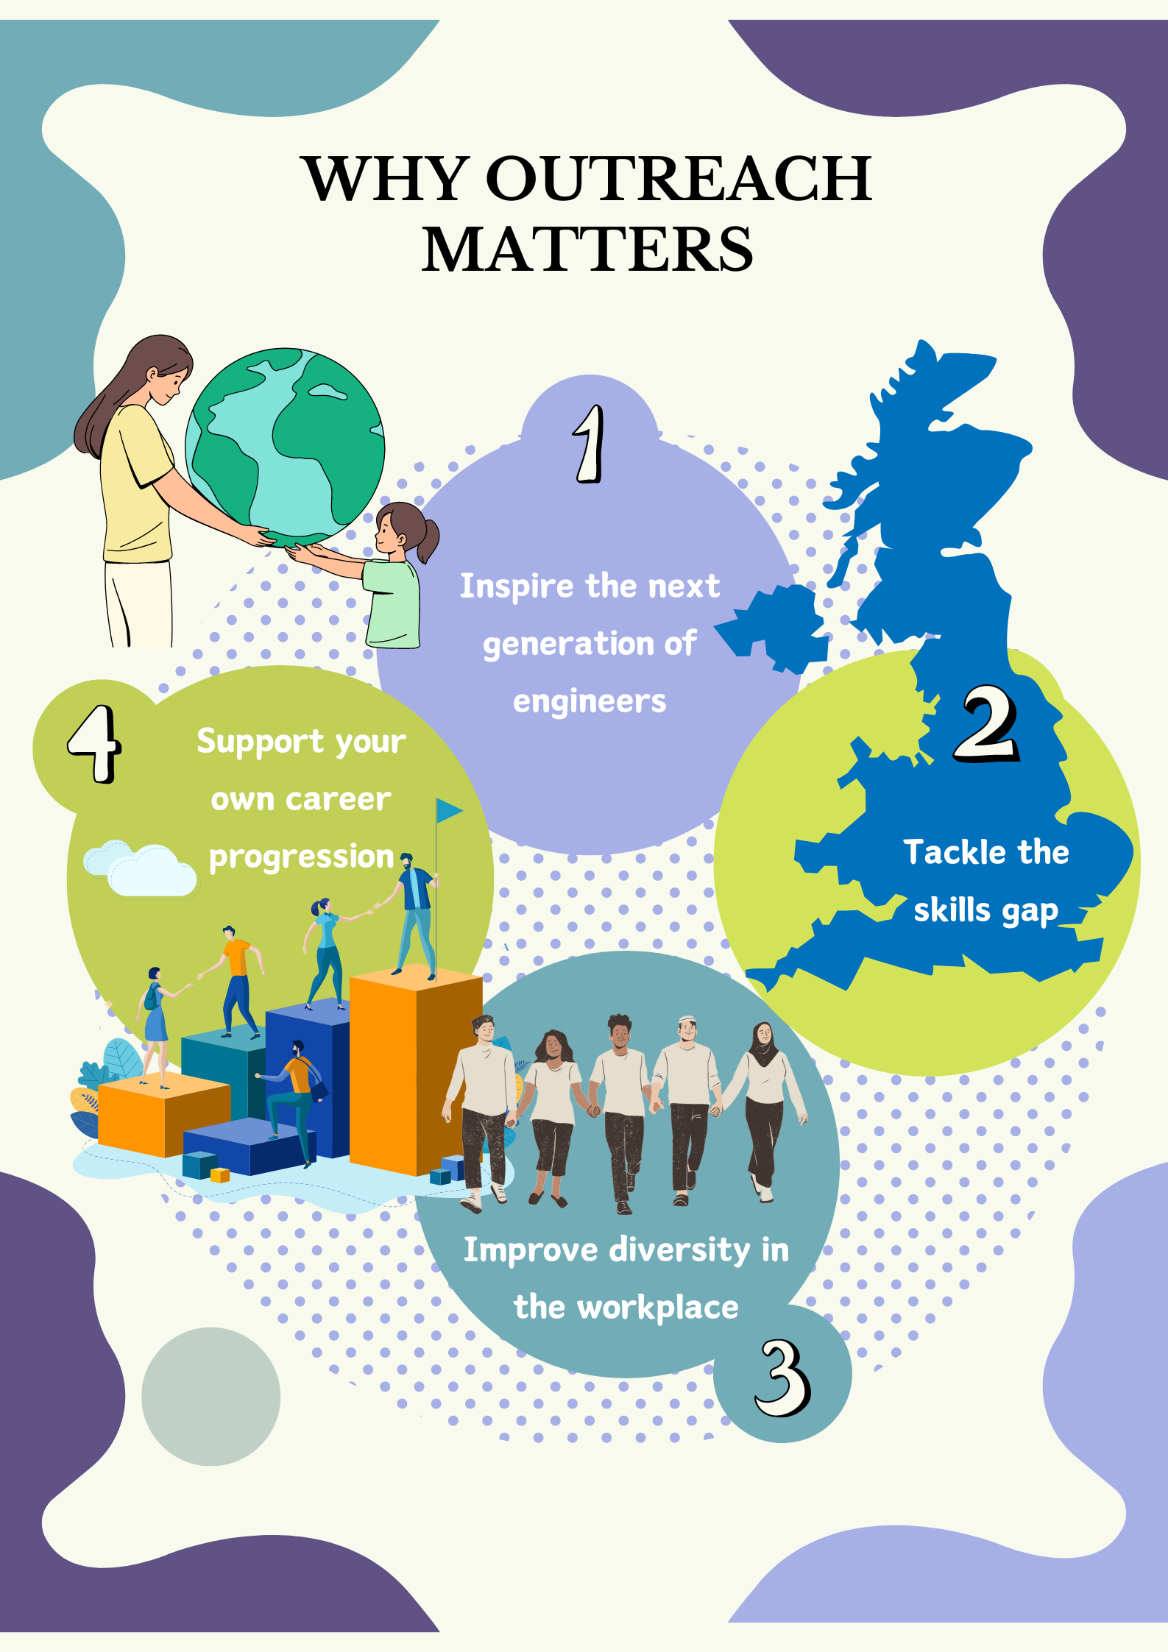 WHY OUTREACH
MATTERS
1
Inspire the next
generation of
engineers
2
Tackle the
skills gap
3
Improve diversity in
the workplace
4
Support your
own career
progression